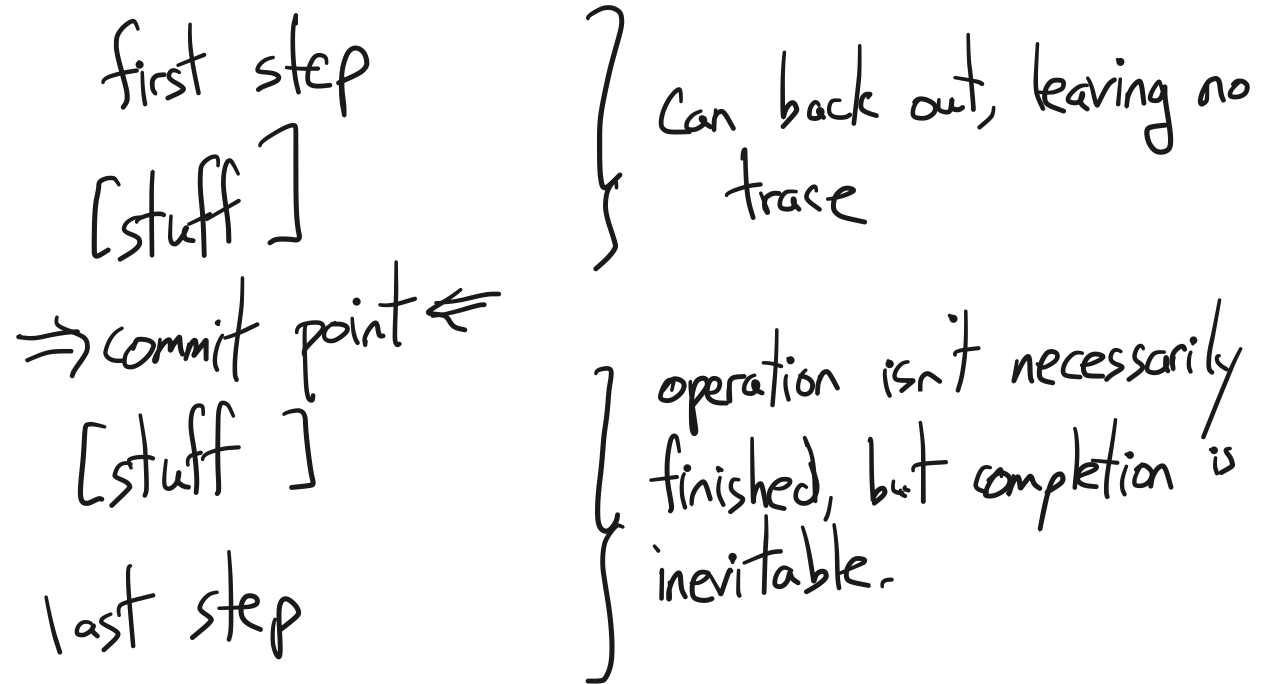 first step
[stuff]
⇒ commit point ⇐
[stuff]
last step
can back out, leaving no
trace
operation isn't necessarily
finished, but completion is
inevitable.